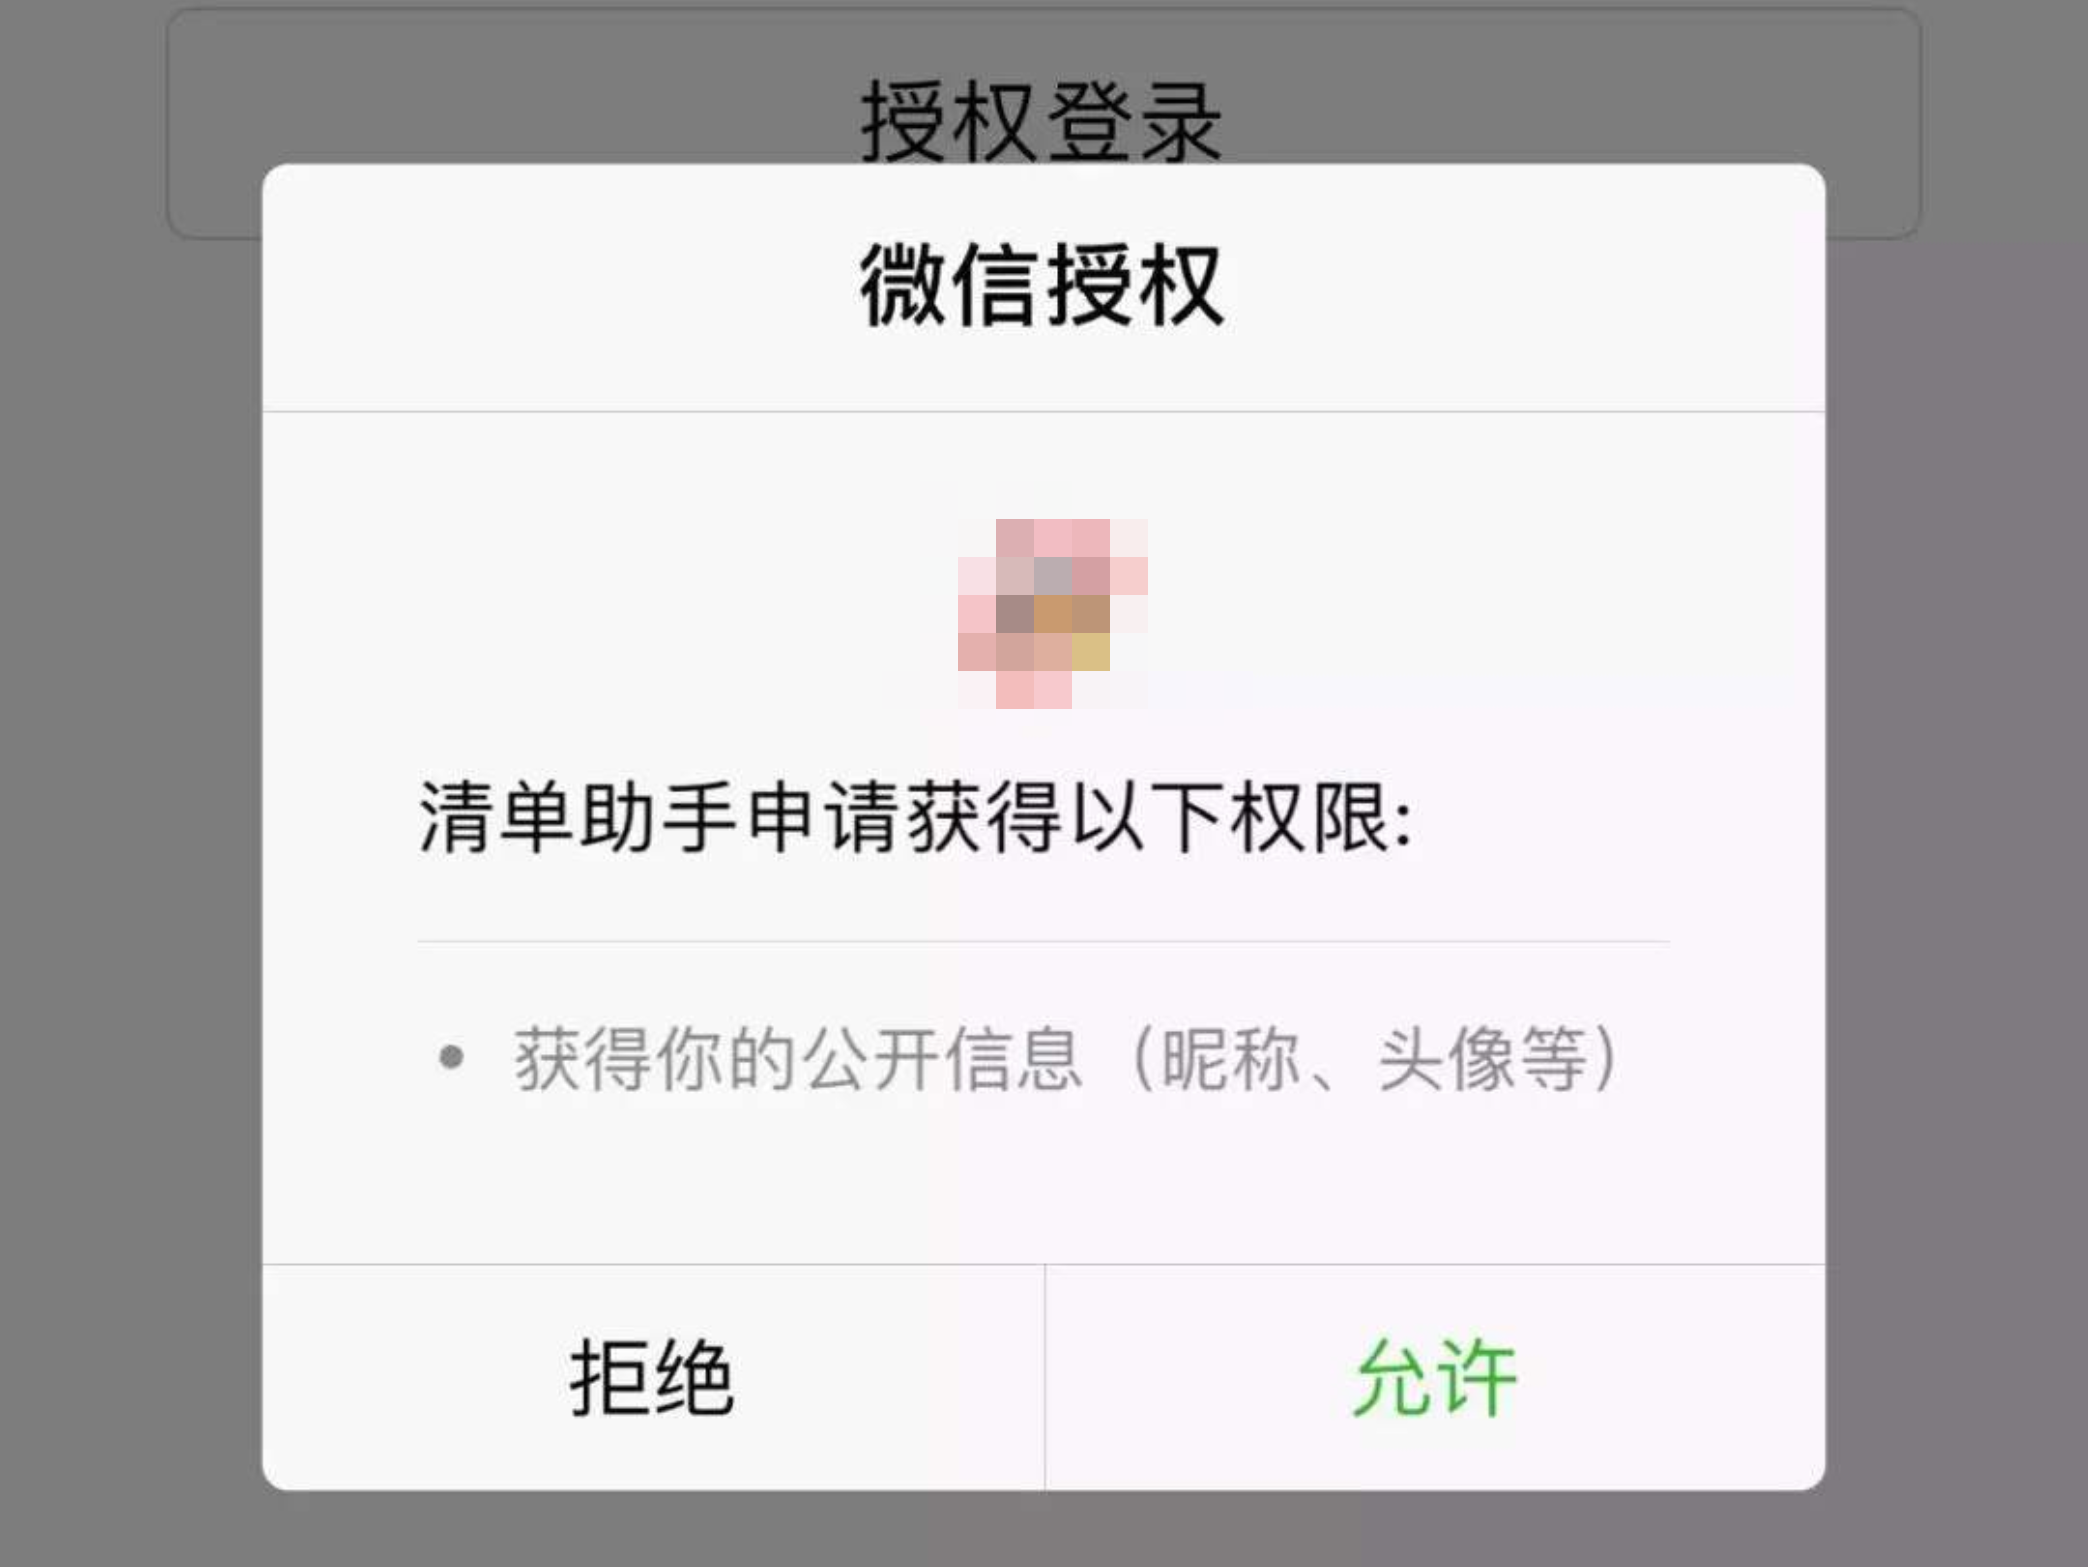 授权登录
微信授权
清单助手申请获得以下权限:
• 获得你的公开信息（昵称、头像等）
拒绝
允许